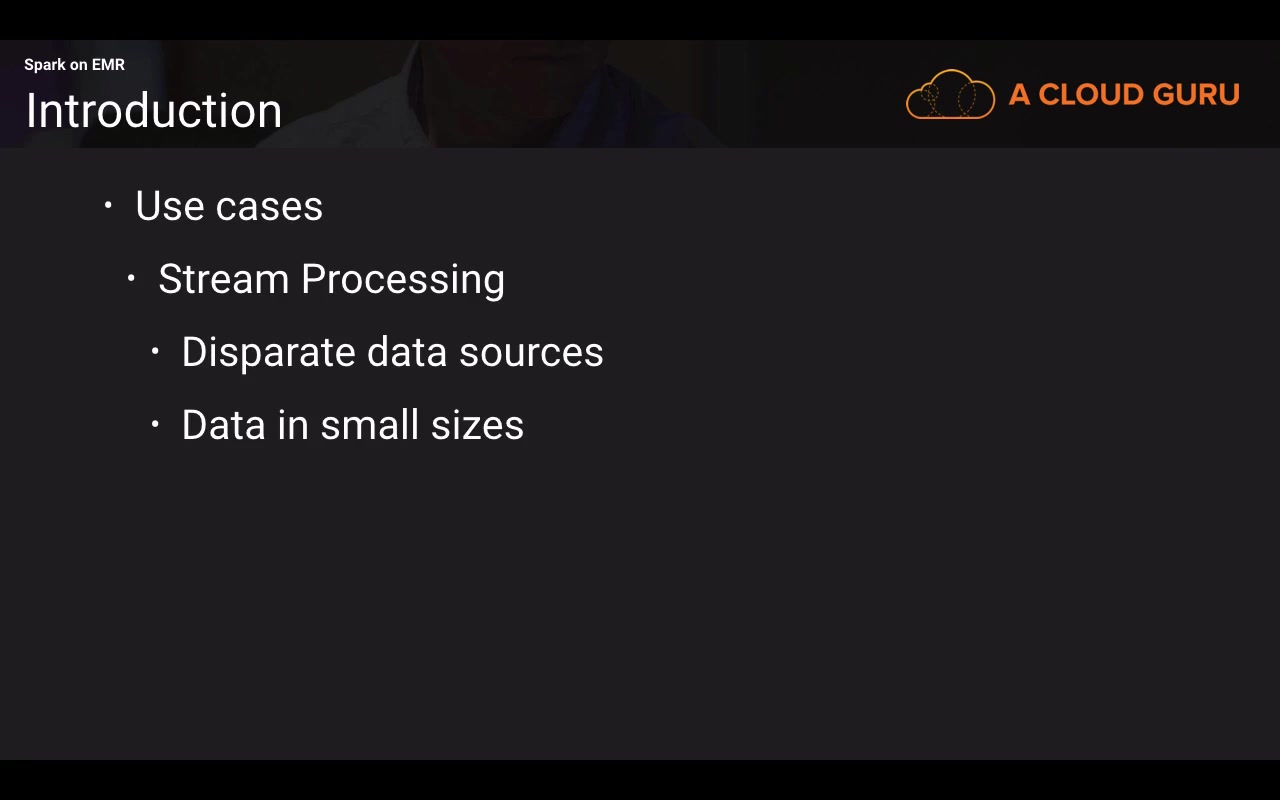 Spark on EMR
Introduction
A CLOUD GURU
• Use cases
• Stream Processing
• Disparate data sources
• Data in small sizes